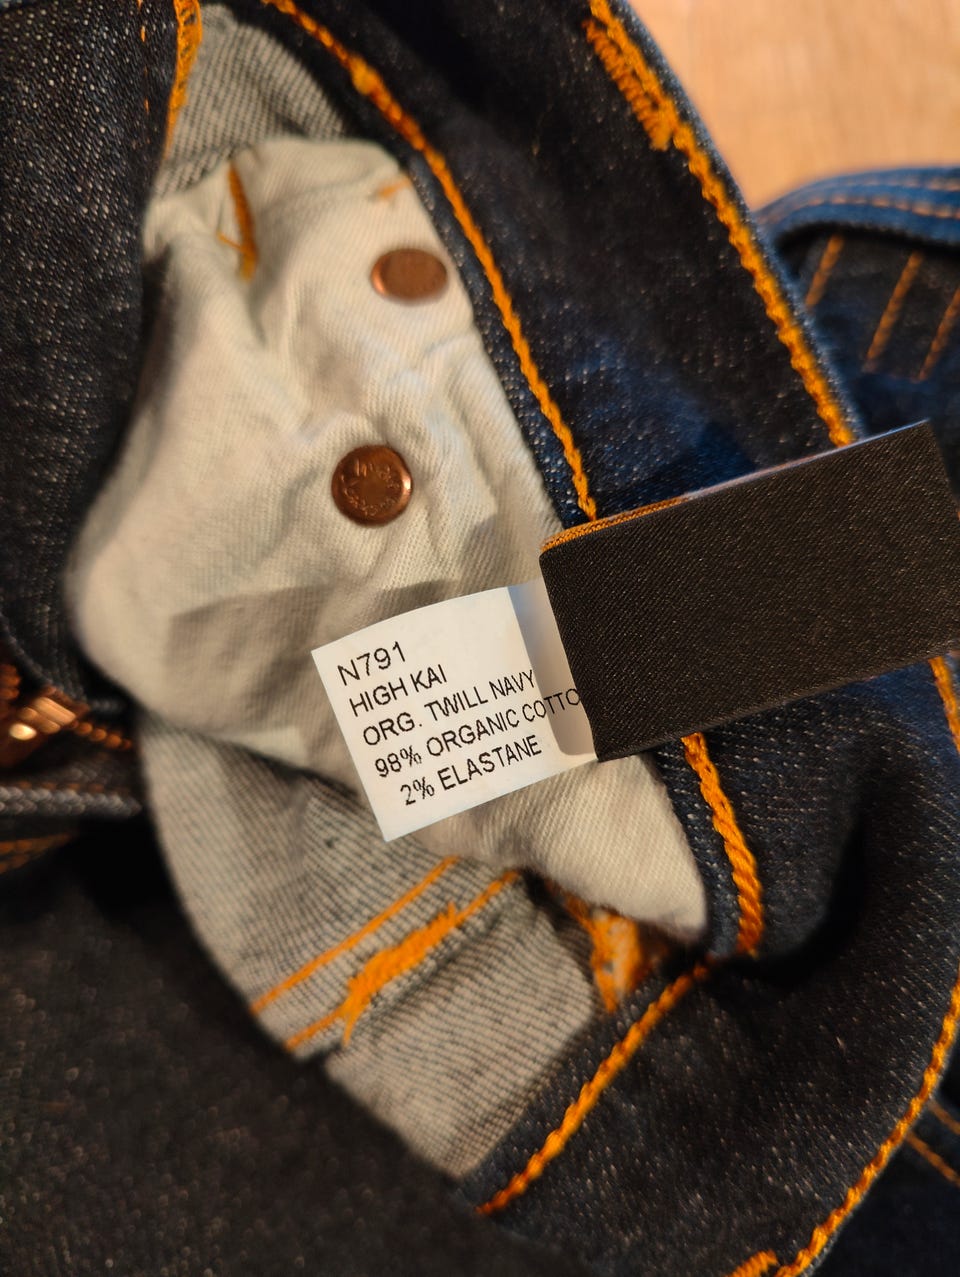 N791
HIGH KAI
ORG. TWILL NAVY
98% ORGANIC COTTO
2% ELASTANE